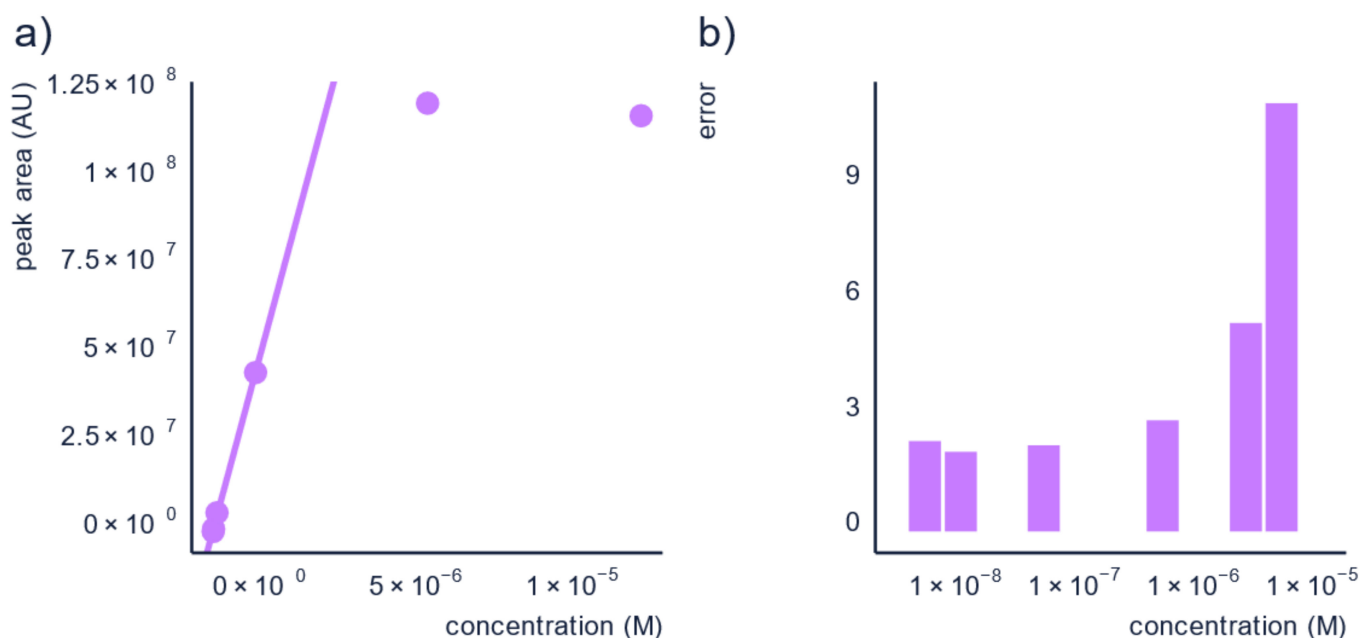 a)
peak area (AU)
1.25 × 10 ⁸
1 × 10 ⁸
7.5 × 10 ⁷
5 × 10 ⁷
2.5 × 10 ⁷
0 × 10 ⁰
0 × 10 ⁰ 5 × 10⁻⁶ 1 × 10⁻⁵
concentration (M)
b)
error
9
6
3
0
1 × 10⁻⁸ 1 × 10⁻⁷ 1 × 10⁻⁶ 1 × 10⁻⁵
concentration (M)